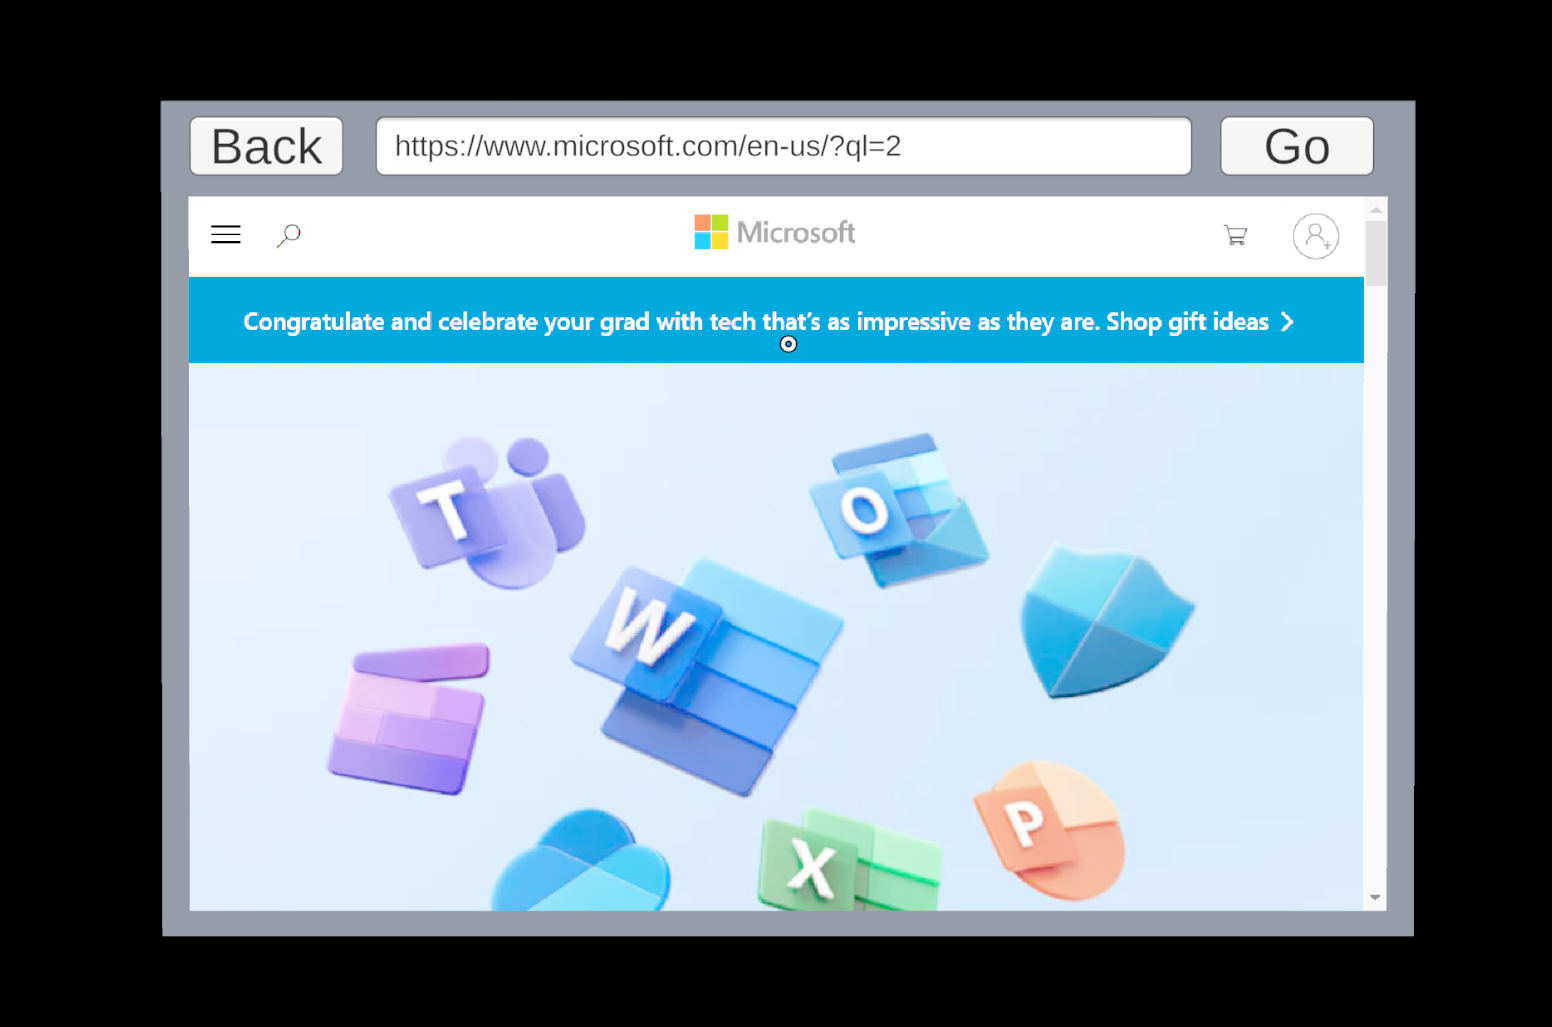 Back
https://www.microsoft.com/en-us/?ql=2
Go
Microsoft
Congratulate and celebrate your grad with tech that's as impressive as they are. Shop gift ideas
T
O
W
X
P